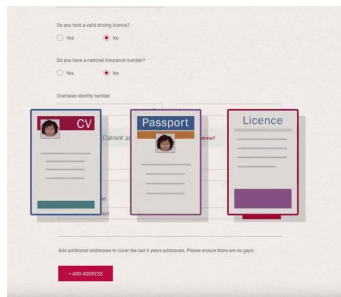 Do you hold a valid driving licence?
Yes No
Do you have a national insurance number?
Yes No
Overseas identity number
CV
Passport
Licence
Current
Add additional addresses to cover the last 6 years addresses. Please ensure there are no gaps.
+ ADD ADDRESS